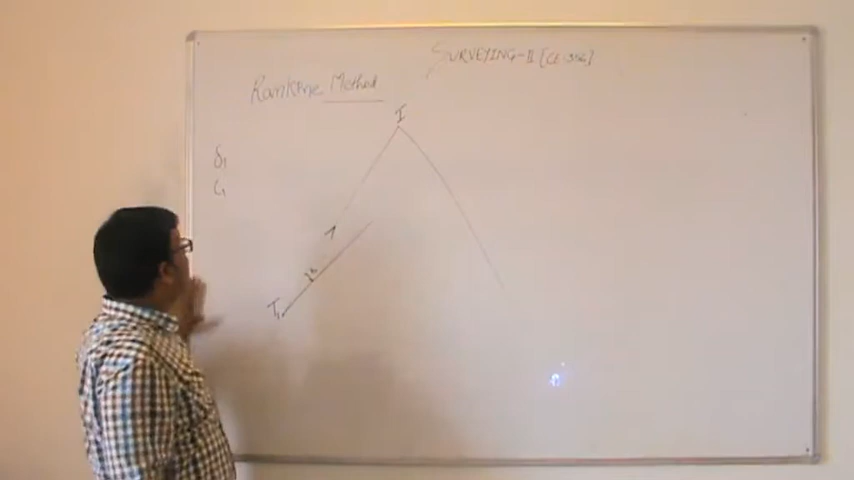 SURVEYING-II [CE-356]
Rankine Method
I
δ1
C1
T1